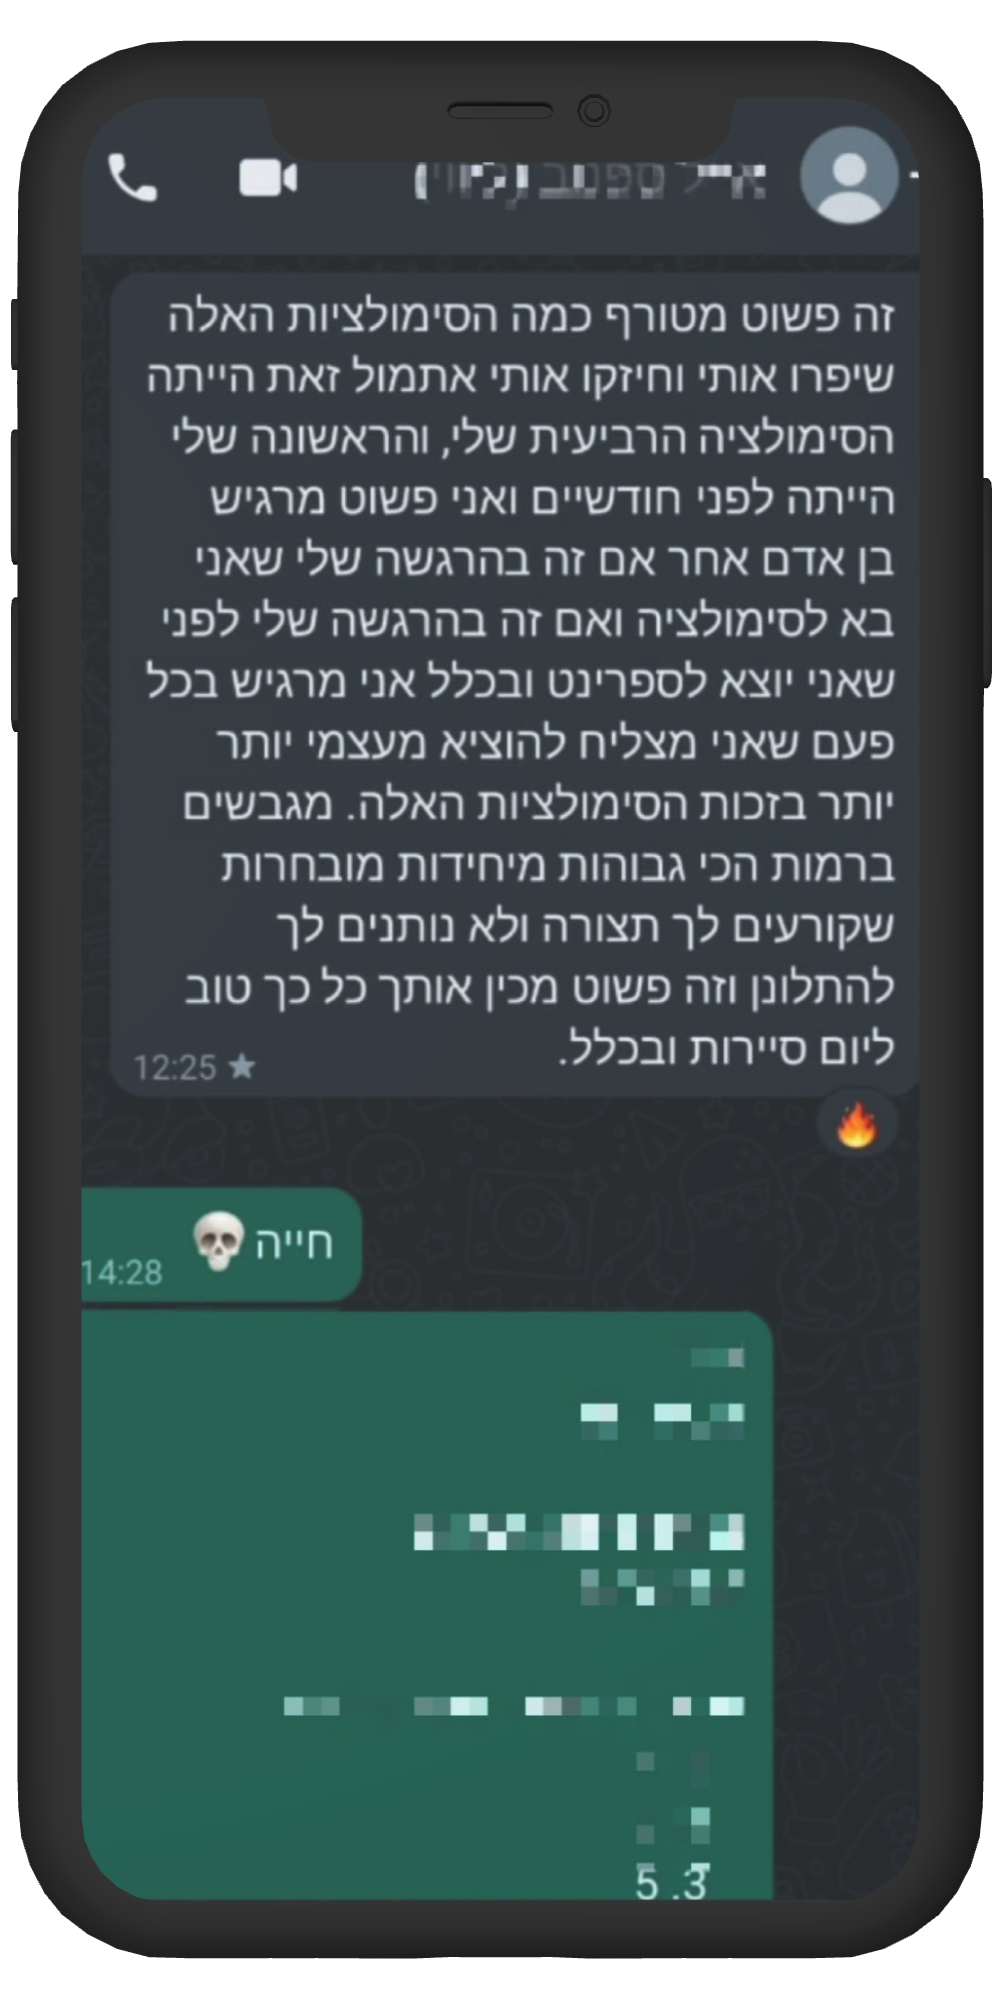 זה פשוט מטורף כמה הסימולציות האלה
שיפרו אותי וחיזקו אותי אתמול זאת הייתה
הסימולציה הרביעית שלי, והראשונה שלי
הייתה לפני חודשיים ואני פשוט מרגיש
בן אדם אחר אם זה בהרגשה שלי שאני
בא לסימולציה ואם זה בהרגשה שלי לפני
שאני יוצא לספרינט ובכלל אני מרגיש בכל
פעם שאני מצליח להוציא מעצמי יותר
יותר בזכות הסימולציות האלה. מגבשים
ברמות הכי גבוהות מיחידות מובחרות
שקורעים לך תצורה ולא נותנים לך
להתלונן וזה פשוט מכין אותך כל כך טוב
ליום סיירות ובכלל.
12:25
חייה
14:28
3. 5